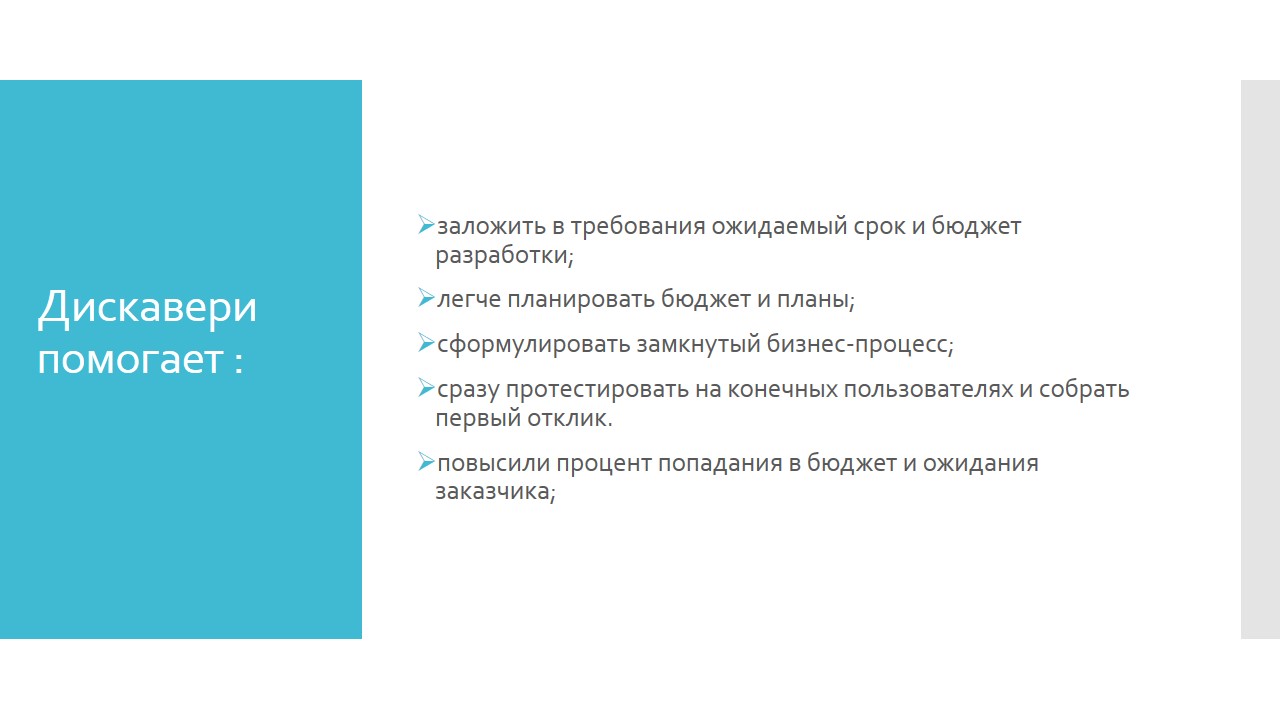 Дискавери
помогает :
заложить в требования ожидаемый срок и бюджет
разработки;
легче планировать бюджет и планы;
сформулировать замкнутый бизнес-процесс;
сразу протестировать на конечных пользователях и собрать
первый отклик.
повысили процент попадания в бюджет и ожидания
заказчика;